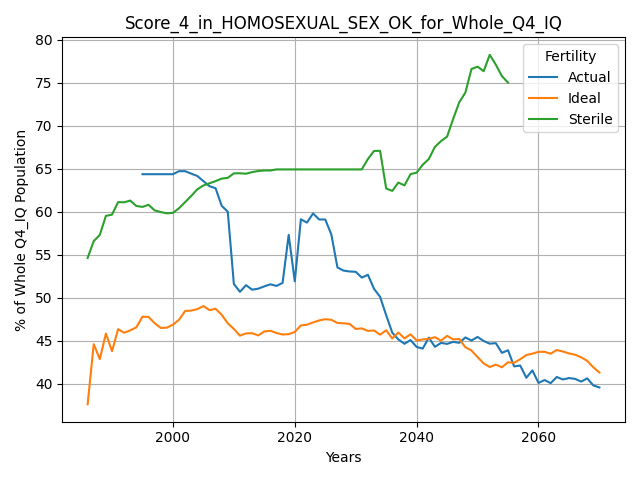 Score_4_in_HOMOSEXUAL_SEX_OK_for_Whole_Q4_IQ
80
75
70
65
60
55
50
45
40
% of Whole Q4_IQ Population
Fertility
Actual
Ideal
Sterile
2000
2020
2040
2060
Years